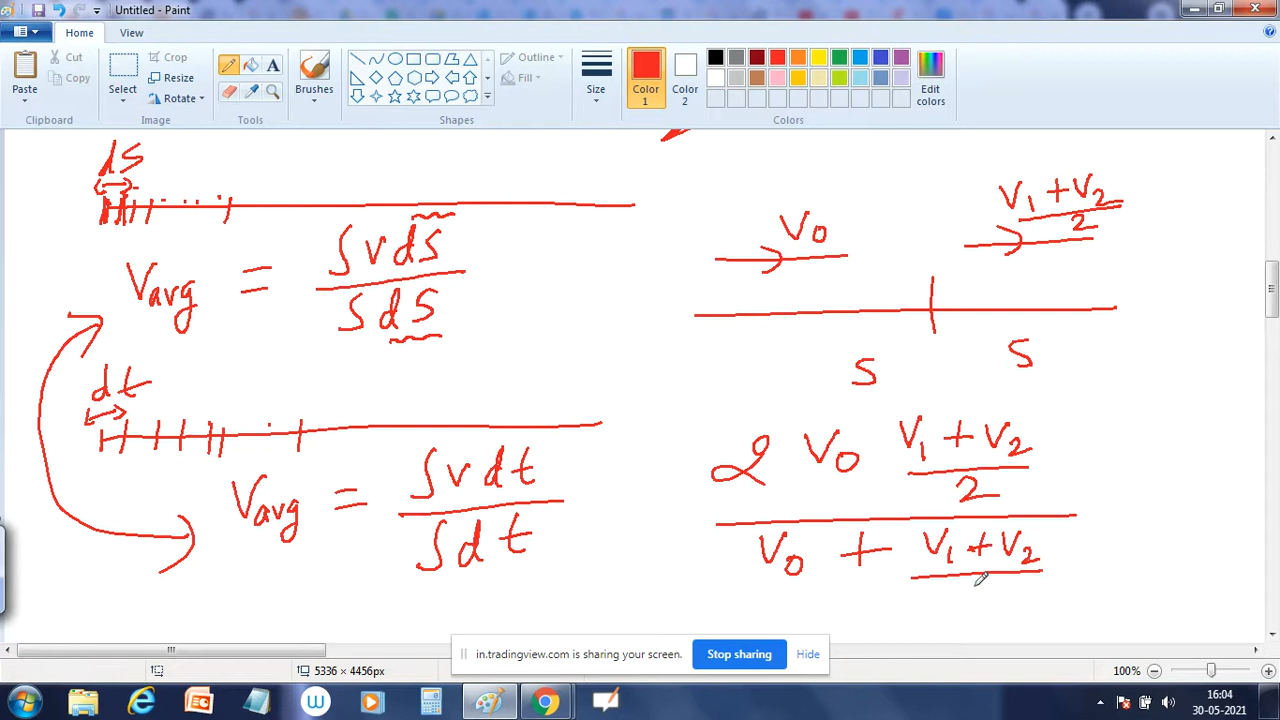 Untitled - Paint
Home View
Paste
Cut
Copy
Select
Crop
Resize
Rotate
Brushes
Outline
Fill
Size
Color 1
Color 2
Edit colors
Clipboard
Image
Tools
Shapes
Colors
ds
Vavg = ∫v ds / ∫ds
dt
Vavg = ∫v dt / ∫dt
V0
V1 + V2 / 2
S S
2 V0 V1 + V2 / 2
V0 + V1 + V2
in.tradingview.com is sharing your screen. Stop sharing Hide
5336 × 4456px
100%
16:04
30-05-2021